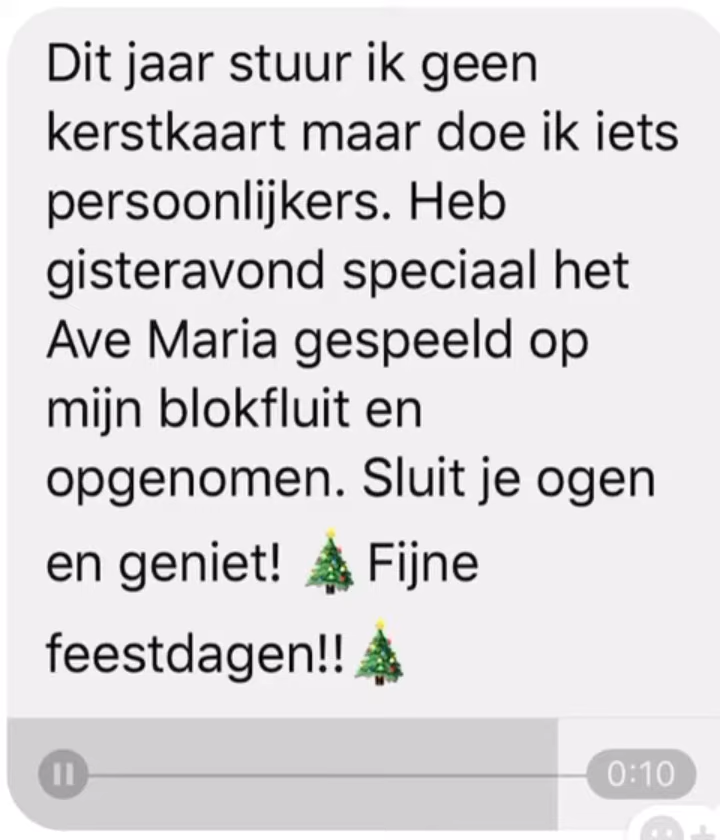 Dit jaar stuur ik geen
kerstkaart maar doe ik iets
persoonlijkers. Heb
gisteravond speciaal het
Ave Maria gespeeld op
mijn blokfluit en
opgenomen. Sluit je ogen
en geniet! 🎄 Fijne
feestdagen!! 🎄
0:10